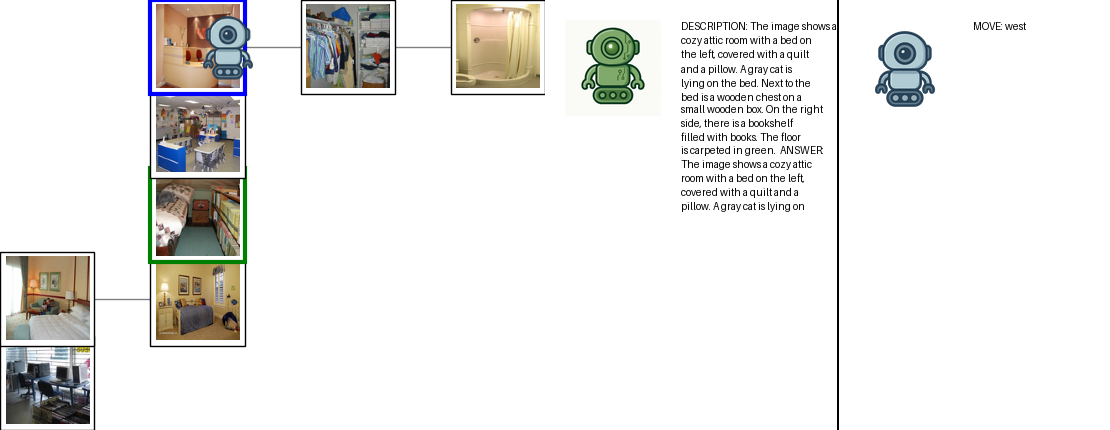 DESCRIPTION: The image shows a
cozy attic room with a bed on
the left, covered with a quilt
and a pillow. A gray cat is
lying on the bed. Next to the
bed is a wooden chest on a
small wooden box. On the right
side, there is a bookshelf
filled with books. The floor
is carpeted in green. ANSWER:
The image shows a cozy attic
room with a bed on the left,
covered with a quilt and a
pillow. A gray cat is lying on
MOVE: west